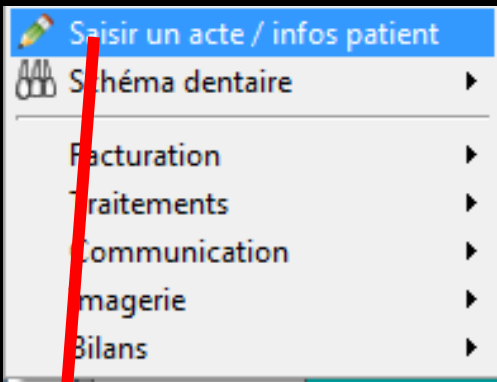 Saisir un acte / infos patient
Schéma dentaire
Facturation
Traitements
Communication
Imagerie
Bilans